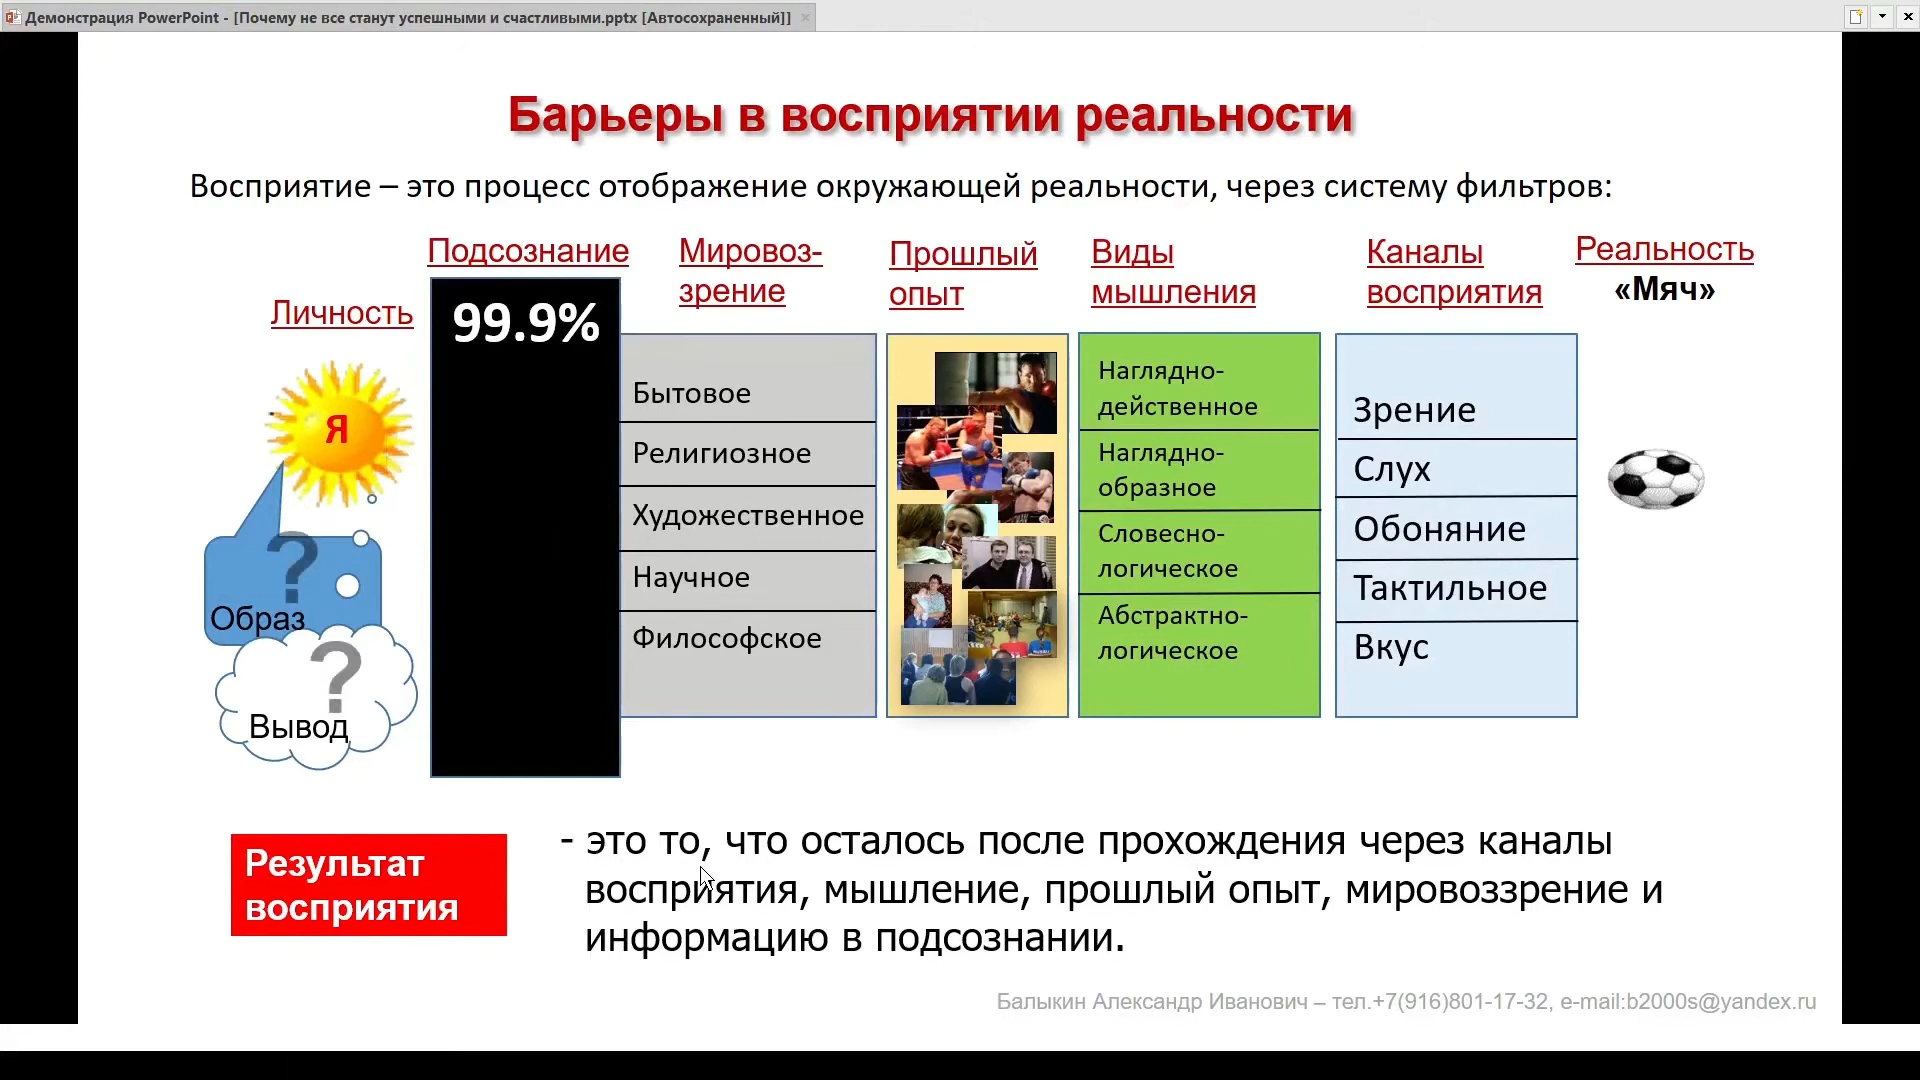 Демонстрация PowerPoint - [Почему не все станут успешными и счастливыми.pptx [Автосохраненный]]
Барьеры в восприятии реальности
Восприятие – это процесс отображение окружающей реальности, через систему фильтров:
Личность
Я
?
Образ
?
Вывод
Подсознание
99.9%
Мировоз-
зрение
Бытовое
Религиозное
Художественное
Научное
Философское
Прошлый
опыт
Виды
мышления
Наглядно-
действенное
Наглядно-
образное
Словесно-
логическое
Абстрактно-
логическое
Каналы
восприятия
Зрение
Слух
Обоняние
Тактильное
Вкус
Реальность
«Мяч»
Результат
восприятия
- это то, что осталось после прохождения через каналы
восприятия, мышление, прошлый опыт, мировоззрение и
информацию в подсознании.
Балыкин Александр Иванович – тел.+7(916)801-17-32, e-mail:b2000s@yandex.ru